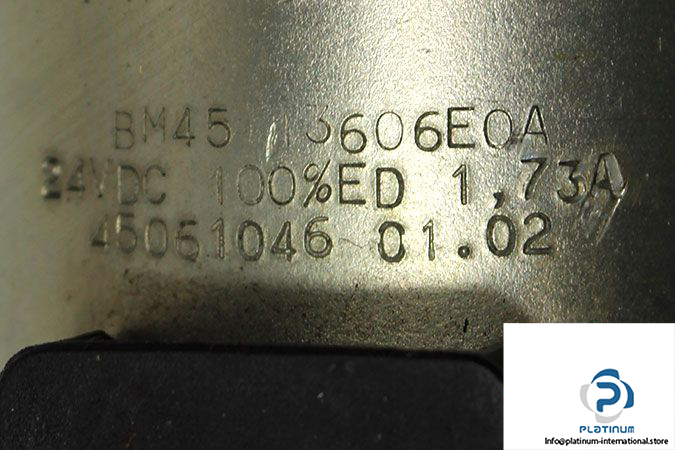 BM45 13606E0A
24VDC 100%ED 1,73A
45061046 01.02
PLATINUM
Info@platinum-international.store